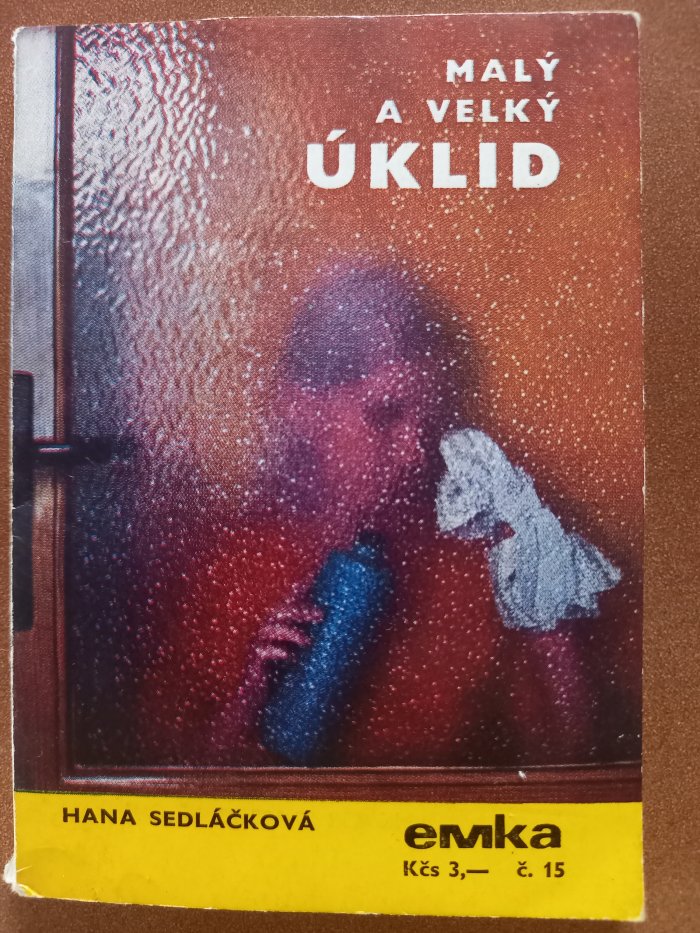 MALÝ
A VELKÝ
ÚKLID
HANA SEDLÁČKOVÁ
emka
Kčs 3,— č. 15